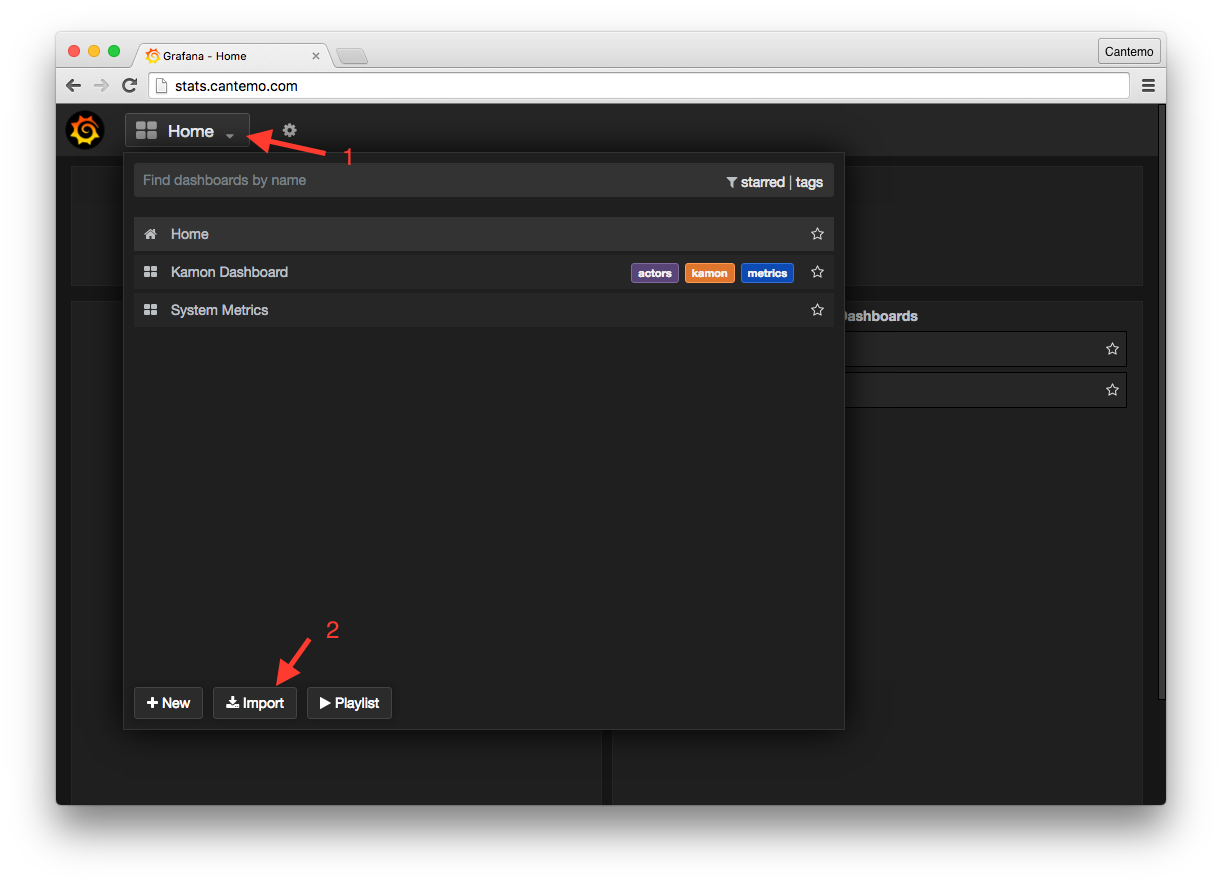 Grafana - Home
Cantemo
stats.cantemo.com
Home
1
Find dashboards by name
starred | tags
Home
Kamon Dashboard actors kamon metrics
System Metrics
Dashboards
2
New Import Playlist